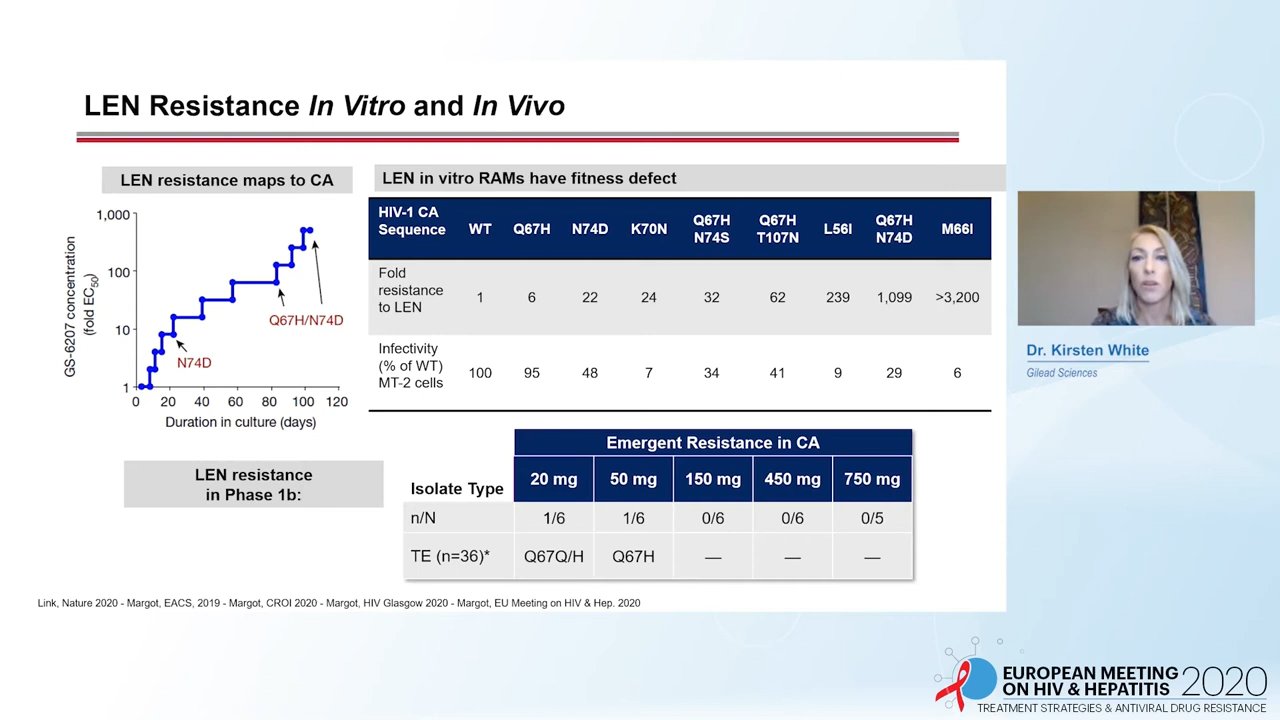 LEN Resistance In Vitro and In Vivo
LEN resistance maps to CA
GS-6207 concentration
(fold EC50)
1,000
100
10
1
0 20 40 60 80 100 120
Duration in culture (days)
N74D
Q67H/N74D
LEN in vitro RAMs have fitness defect
HIV-1 CA
Sequence
WT
Q67H
N74D
K70N
Q67H
N74S
Q67H
T107N
L56I
Q67H
N74D
M66I
Fold
resistance
to LEN
1 6 22 24 32 62 239 1,099 >3,200
Infectivity
(% of WT)
MT-2 cells
100 95 48 7 34 41 9 29 6
LEN resistance
in Phase 1b:
Emergent Resistance in CA
Isolate Type 20 mg 50 mg 150 mg 450 mg 750 mg
n/N 1/6 1/6 0/6 0/6 0/5
TE (n=36)* Q67Q/H Q67H — — —
Link, Nature 2020 - Margot, EACS, 2019 - Margot, CROI 2020 - Margot, HIV Glasgow 2020 - Margot, EU Meeting on HIV & Hep. 2020
Dr. Kirsten White
Gilead Sciences
EUROPEAN MEETING
ON HIV & HEPATITIS 2020
TREATMENT STRATEGIES & ANTIVIRAL DRUG RESISTANCE